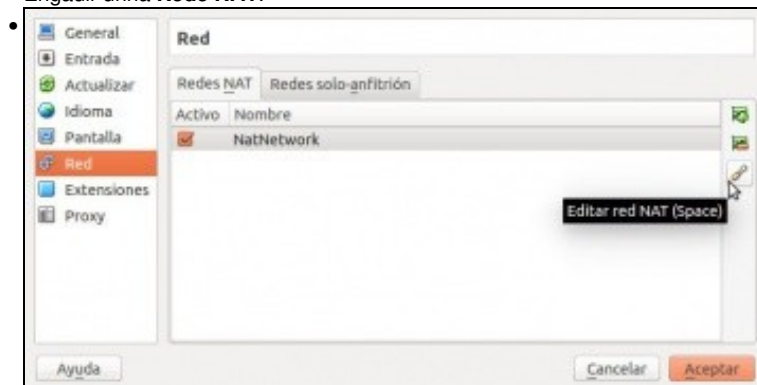 General
Entrada
Actualizar
Idioma
Pantalla
Red
Extensiones
Proxy
Red
Redes NAT Redes solo-anfitrión
Activo Nombre
NatNetwork
Editar red NAT (Space)
Ayuda Cancelar Aceptar